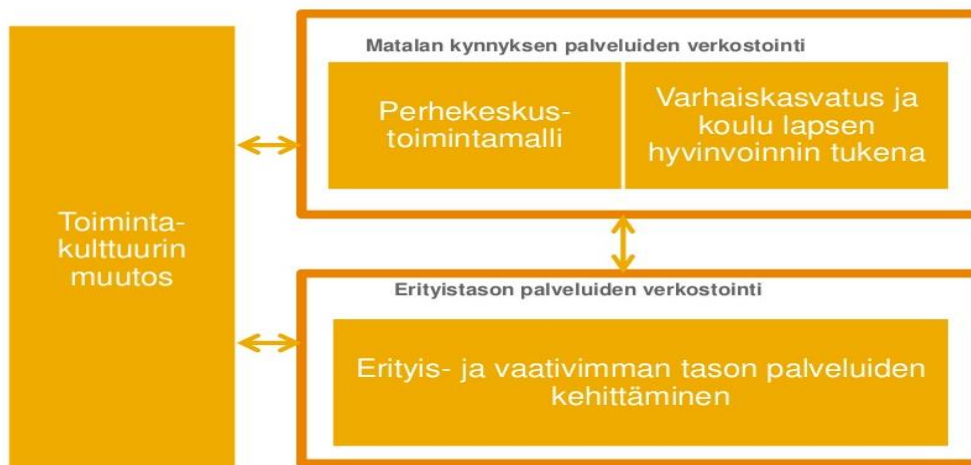 Toiminta-
kulttuurin
muutos
Matalan kynnyksen palveluiden verkostointi
Perhekeskus-
toimintamalli
Varhaiskasvatus ja
koulu lapsen
hyvinvoinnin tukena
Erityistason palveluiden verkostointi
Erityis- ja vaativimman tason palveluiden
kehittäminen